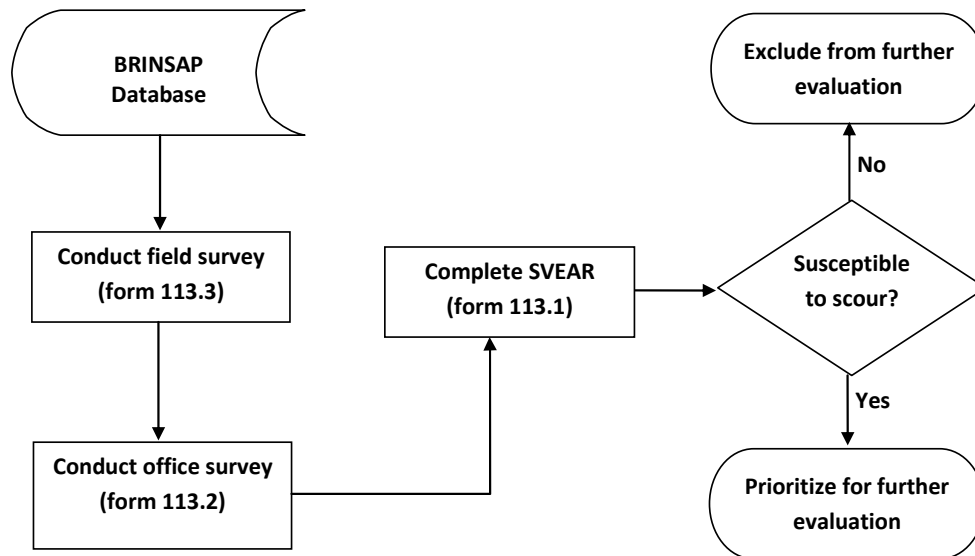 BRINSAP
Database
Conduct field survey
(form 113.3)
Conduct office survey
(form 113.2)
Complete SVEAR
(form 113.1)
Susceptible
to scour?
No
Exclude from further
evaluation
Yes
Prioritize for further
evaluation